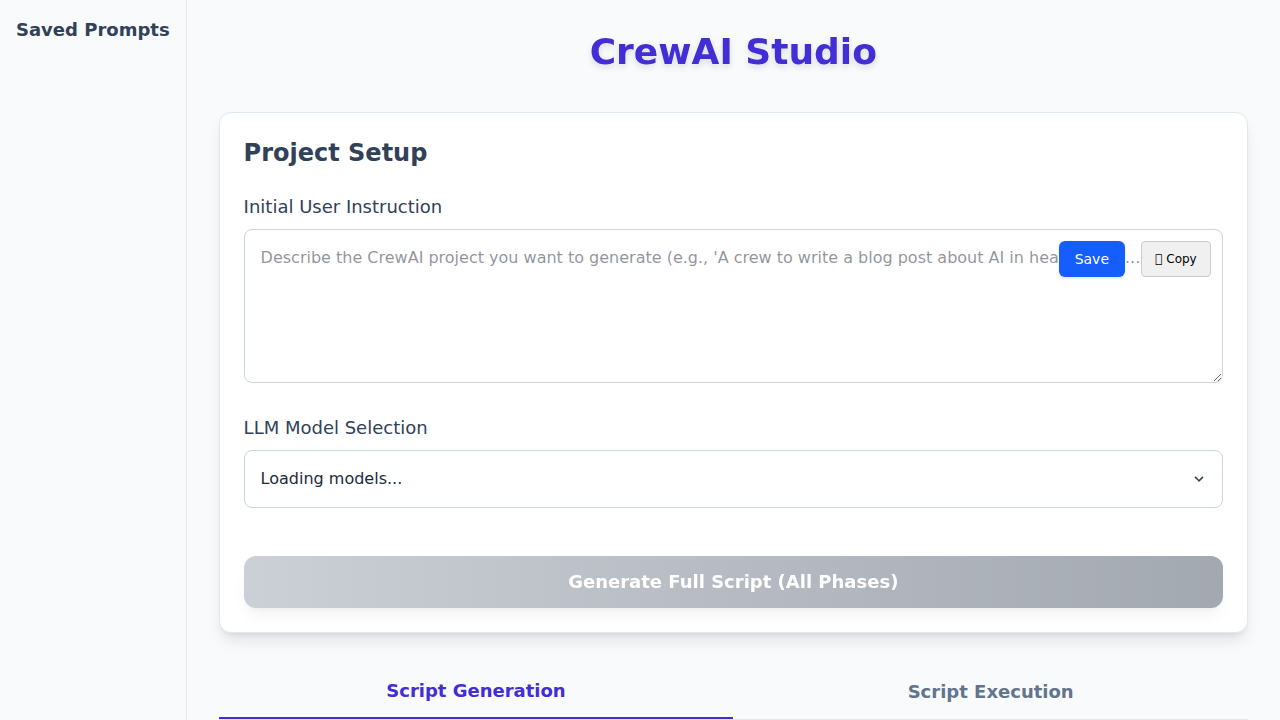 Saved Prompts
CrewAI Studio
Project Setup
Initial User Instruction
Describe the CrewAI project you want to generate (e.g., 'A crew to write a blog post about AI in hea
Save
...
Copy
LLM Model Selection
Loading models...
Generate Full Script (All Phases)
Script Generation
Script Execution